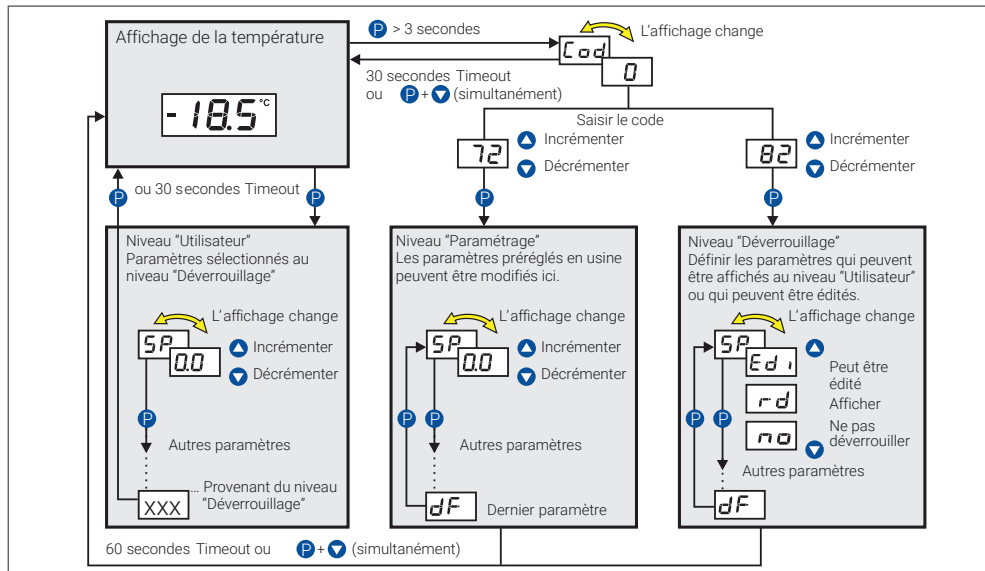 Affichage de la température
-18.5 °C
P > 3 secondes
30 secondes Timeout
ou P + (simultanément)
Cod
0
L'affichage change
Saisir le code
72
Incrémenter
Décrémenter
82
Incrémenter
Décrémenter
P
ou 30 secondes Timeout
P
P
P
Niveau "Utilisateur"
Paramètres sélectionnés au
niveau "Déverrouillage"
L'affichage change
SP
0.0
Incrémenter
Décrémenter
P
Autres paramètres
XXX
... Provenant du niveau
"Déverrouillage"
Niveau "Paramétrage"
Les paramètres préréglés en usine
peuvent être modifiés ici.
L'affichage change
SP
0.0
Incrémenter
Décrémenter
P
P
Autres paramètres
dF
Dernier paramètre
Niveau "Déverrouillage"
Définir les paramètres qui peuvent
être affichés au niveau "Utilisateur"
ou qui peuvent être édités.
L'affichage change
SP
Edi
Peut être
édité
rd
Afficher
no
Ne pas
déverrouiller
P
P
Autres paramètres
dF
60 secondes Timeout ou P + (simultanément)